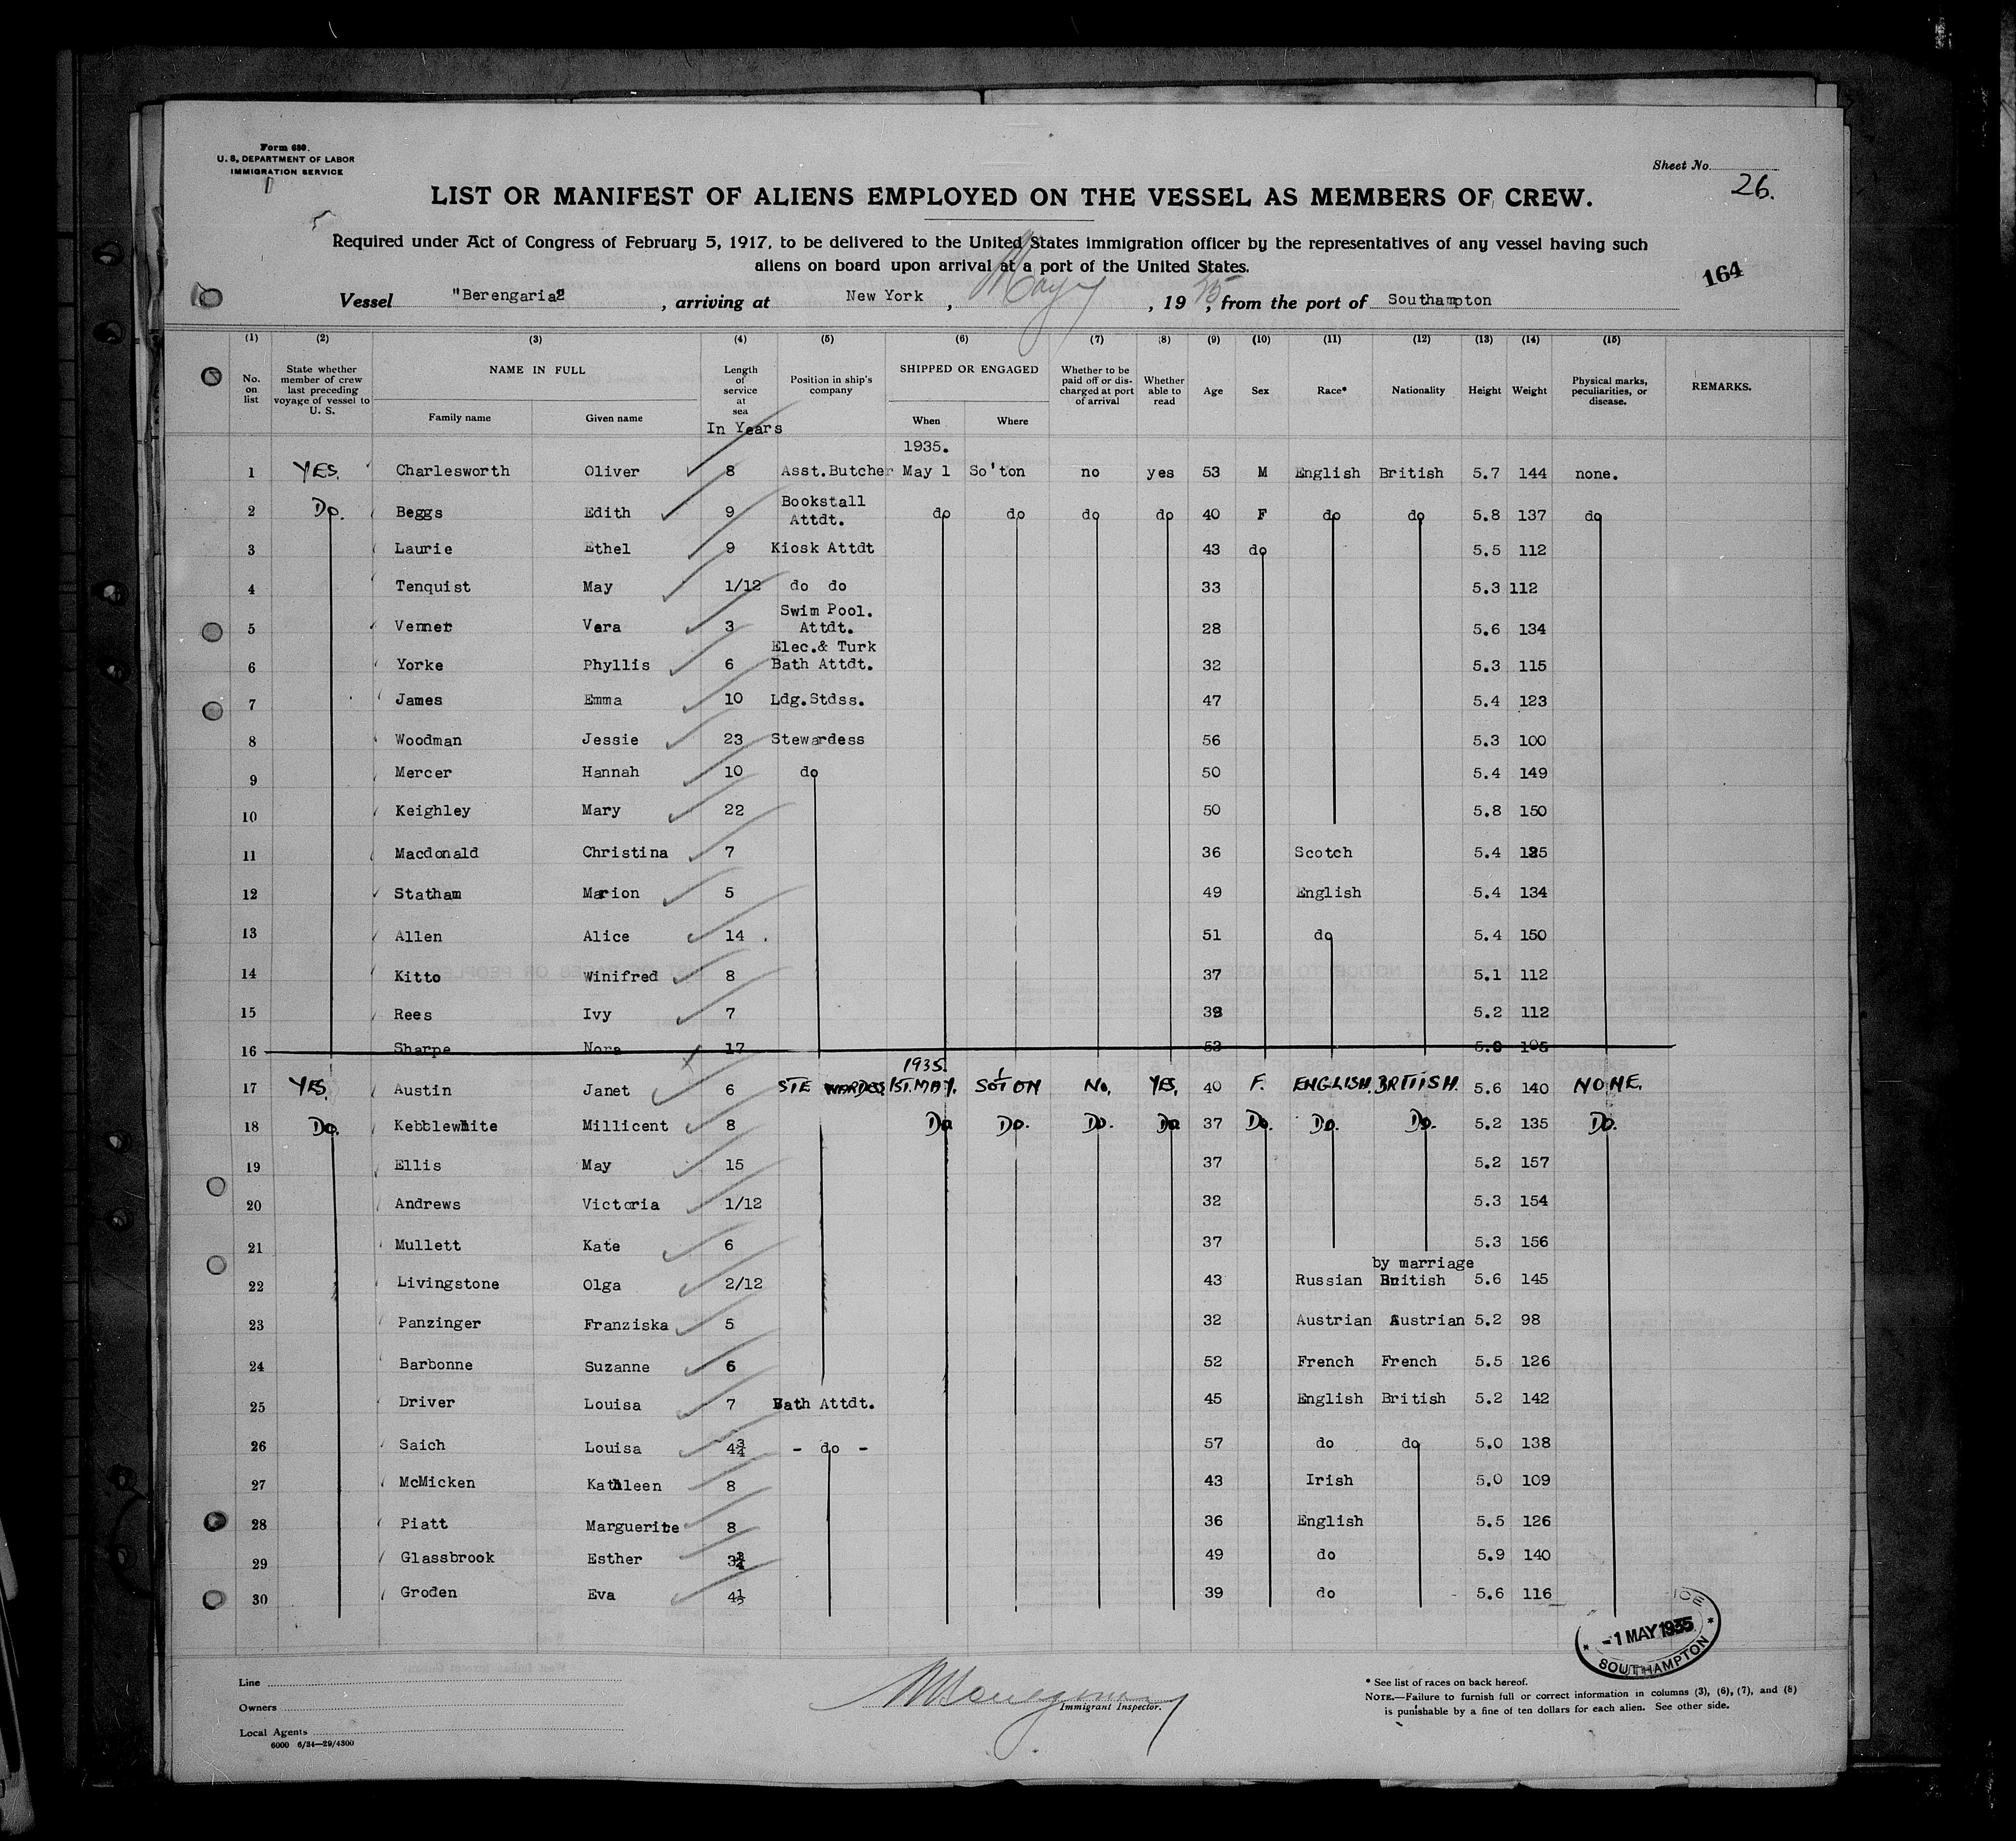 Form 680.
U. S. DEPARTMENT OF LABOR
IMMIGRATION SERVICE
Sheet No.
26.
LIST OR MANIFEST OF ALIENS EMPLOYED ON THE VESSEL AS MEMBERS OF CREW.
Required under Act of Congress of February 5, 1917, to be delivered to the United States immigration officer by the representatives of any vessel having such
aliens on board upon arrival at a port of the United States.
164
Vessel "Berengaria" , arriving at New York , May 7 , 1935, from the port of Southampton
(1) (2) (3) (4) (5) (6) (7) (8) (9) (10) (11) (12) (13) (14) (15)
No. on list State whether member of crew last preceding voyage of vessel to U. S. NAME IN FULL Family name Given name Length of service at sea Position in ship's company SHIPPED OR ENGAGED When Where Whether to be paid off or discharged at port of arrival Whether able to read Age Sex Race* Nationality Height Weight Physical marks, peculiarities, or disease. REMARKS.
In Years
1935.
1 YES. Charlesworth Oliver 8 Asst.Butcher May 1 So'ton no yes 53 M English British 5.7 144 none.
2 Do. Beggs Edith 9 Bookstall Attdt. do do do do 40 F do do 5.8 137 do
3 Laurie Ethel 9 Kiosk Attdt 43 do 5.5 112
4 Tenquist May 1/12 do do 33 5.3 112
5 Verner Vera 3 Swim Pool. Attdt. 28 5.6 134
6 Yorke Phyllis 6 Elec.& Turk Bath Attdt. 32 5.3 115
7 James Emma 10 Ldg.Stdss. 47 5.4 123
8 Woodman Jessie 23 Stewardess 56 5.3 100
9 Mercer Hannah 10 do 50 5.4 149
10 Keighley Mary 22 50 5.8 150
11 Macdonald Christina 7 36 Scotch 5.4
12 Statham Marion 5 49 English 5.4 134
13 Allen Alice 14 . 51 do 5.4 150
14 Kitto Winifred 8 37 5.1 112
15 Rees Ivy 7 5.2 112
16 Sharpe Nora 17 53 105
1935.
17 YES. Austin Janet 6 STEWARDESS 1ST.MAY. SO'TON NO. YES. 40 F. ENGLISH. BRITISH. 5.6 140 NONE.
18 Do. Kebblewhite Millicent 8 Do Do. Do. Do 37 Do. Do. Do. 5.2 135 Do.
19 Ellis May 15 37 5.2 157
20 Andrews Victoria 1/12 32 5.3 154
21 Mullett Kate 6 37 5.3 156
22 Livingstone Olga 2/12 43 Russian by marriage British 5.6 145
23 Panzinger Franziska 5 32 Austrian Austrian 5.2 98
24 Barbonne Suzanne 6 52 French French 5.5 126
25 Driver Louisa 7 Bath Attdt. 45 English British 5.2 142
26 Saich Louisa 4¾ - do - 57 do do 5.0 138
27 McMicken Kathleen 8 43 Irish 5.0 109
28 Piatt Marguerite 8 36 English 5.5 126
29 Glassbrook Esther 49 do 5.9 140
30 Groden Eva 39 do 5.6 116
-1 MAY 1935
SOUTHAMPTON
Line
Owners
Local Agents
6000 6/34—29/4300
Immigrant Inspector.
* See list of races on back hereof.
NOTE.—Failure to furnish full or correct information in columns (3), (6), (7), and (8)
is punishable by a fine of ten dollars for each alien. See other side.